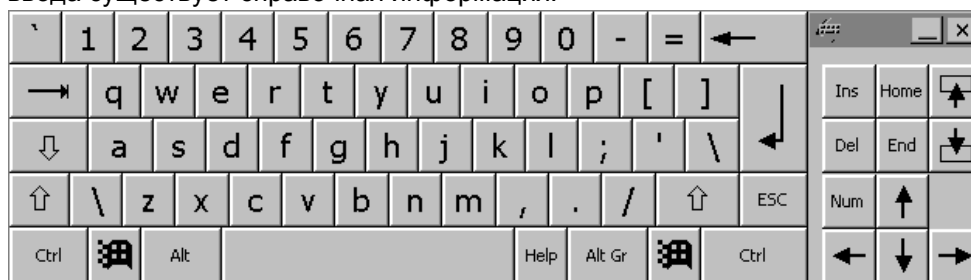 ввода существует справочная информация.
` 1 2 3 4 5 6 7 8 9 0 - =
q w e r t y u i o p [ ] Ins Home
a s d f g h j k l ; ' \ Del End
\ z x c v b n m , . / ESC Num
Ctrl Alt Help Alt Gr Ctrl